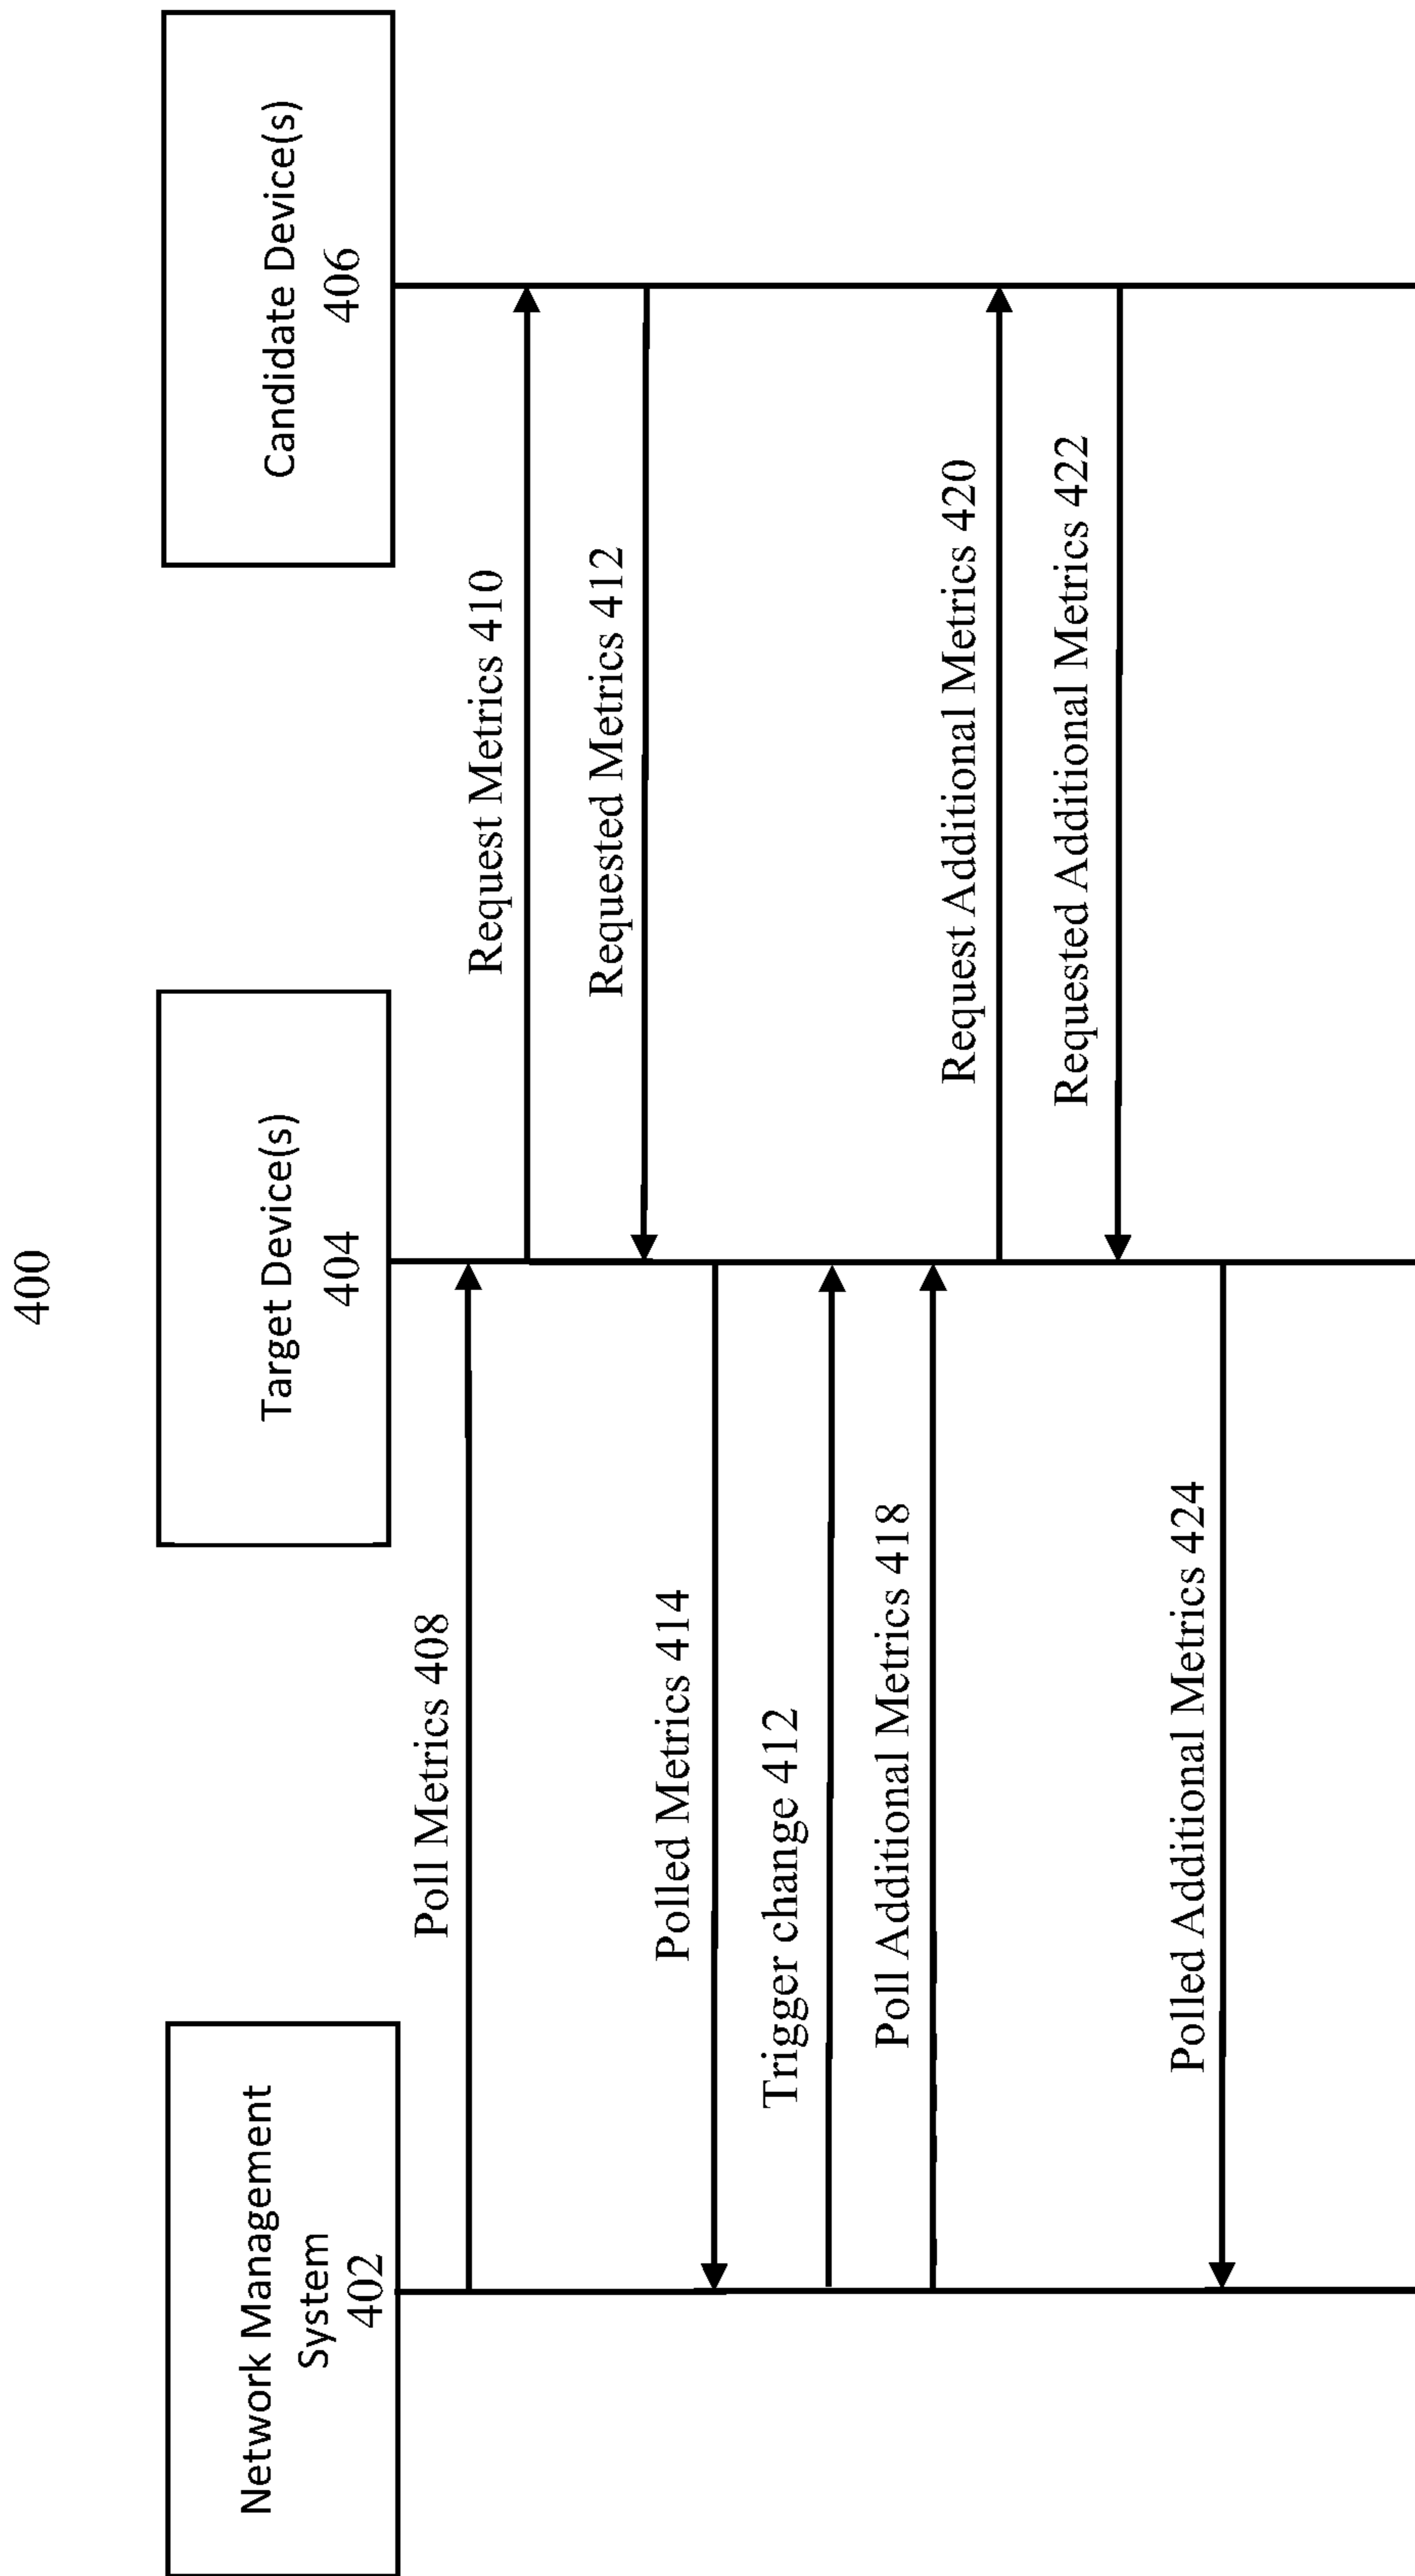 400
Network Management
System
402
Target Device(s)
404
Candidate Device(s)
406
Poll Metrics 408
Request Metrics 410
Requested Metrics 412
Polled Metrics 414
Trigger change 412
Poll Additional Metrics 418
Request Additional Metrics 420
Requested Additional Metrics 422
Polled Additional Metrics 424